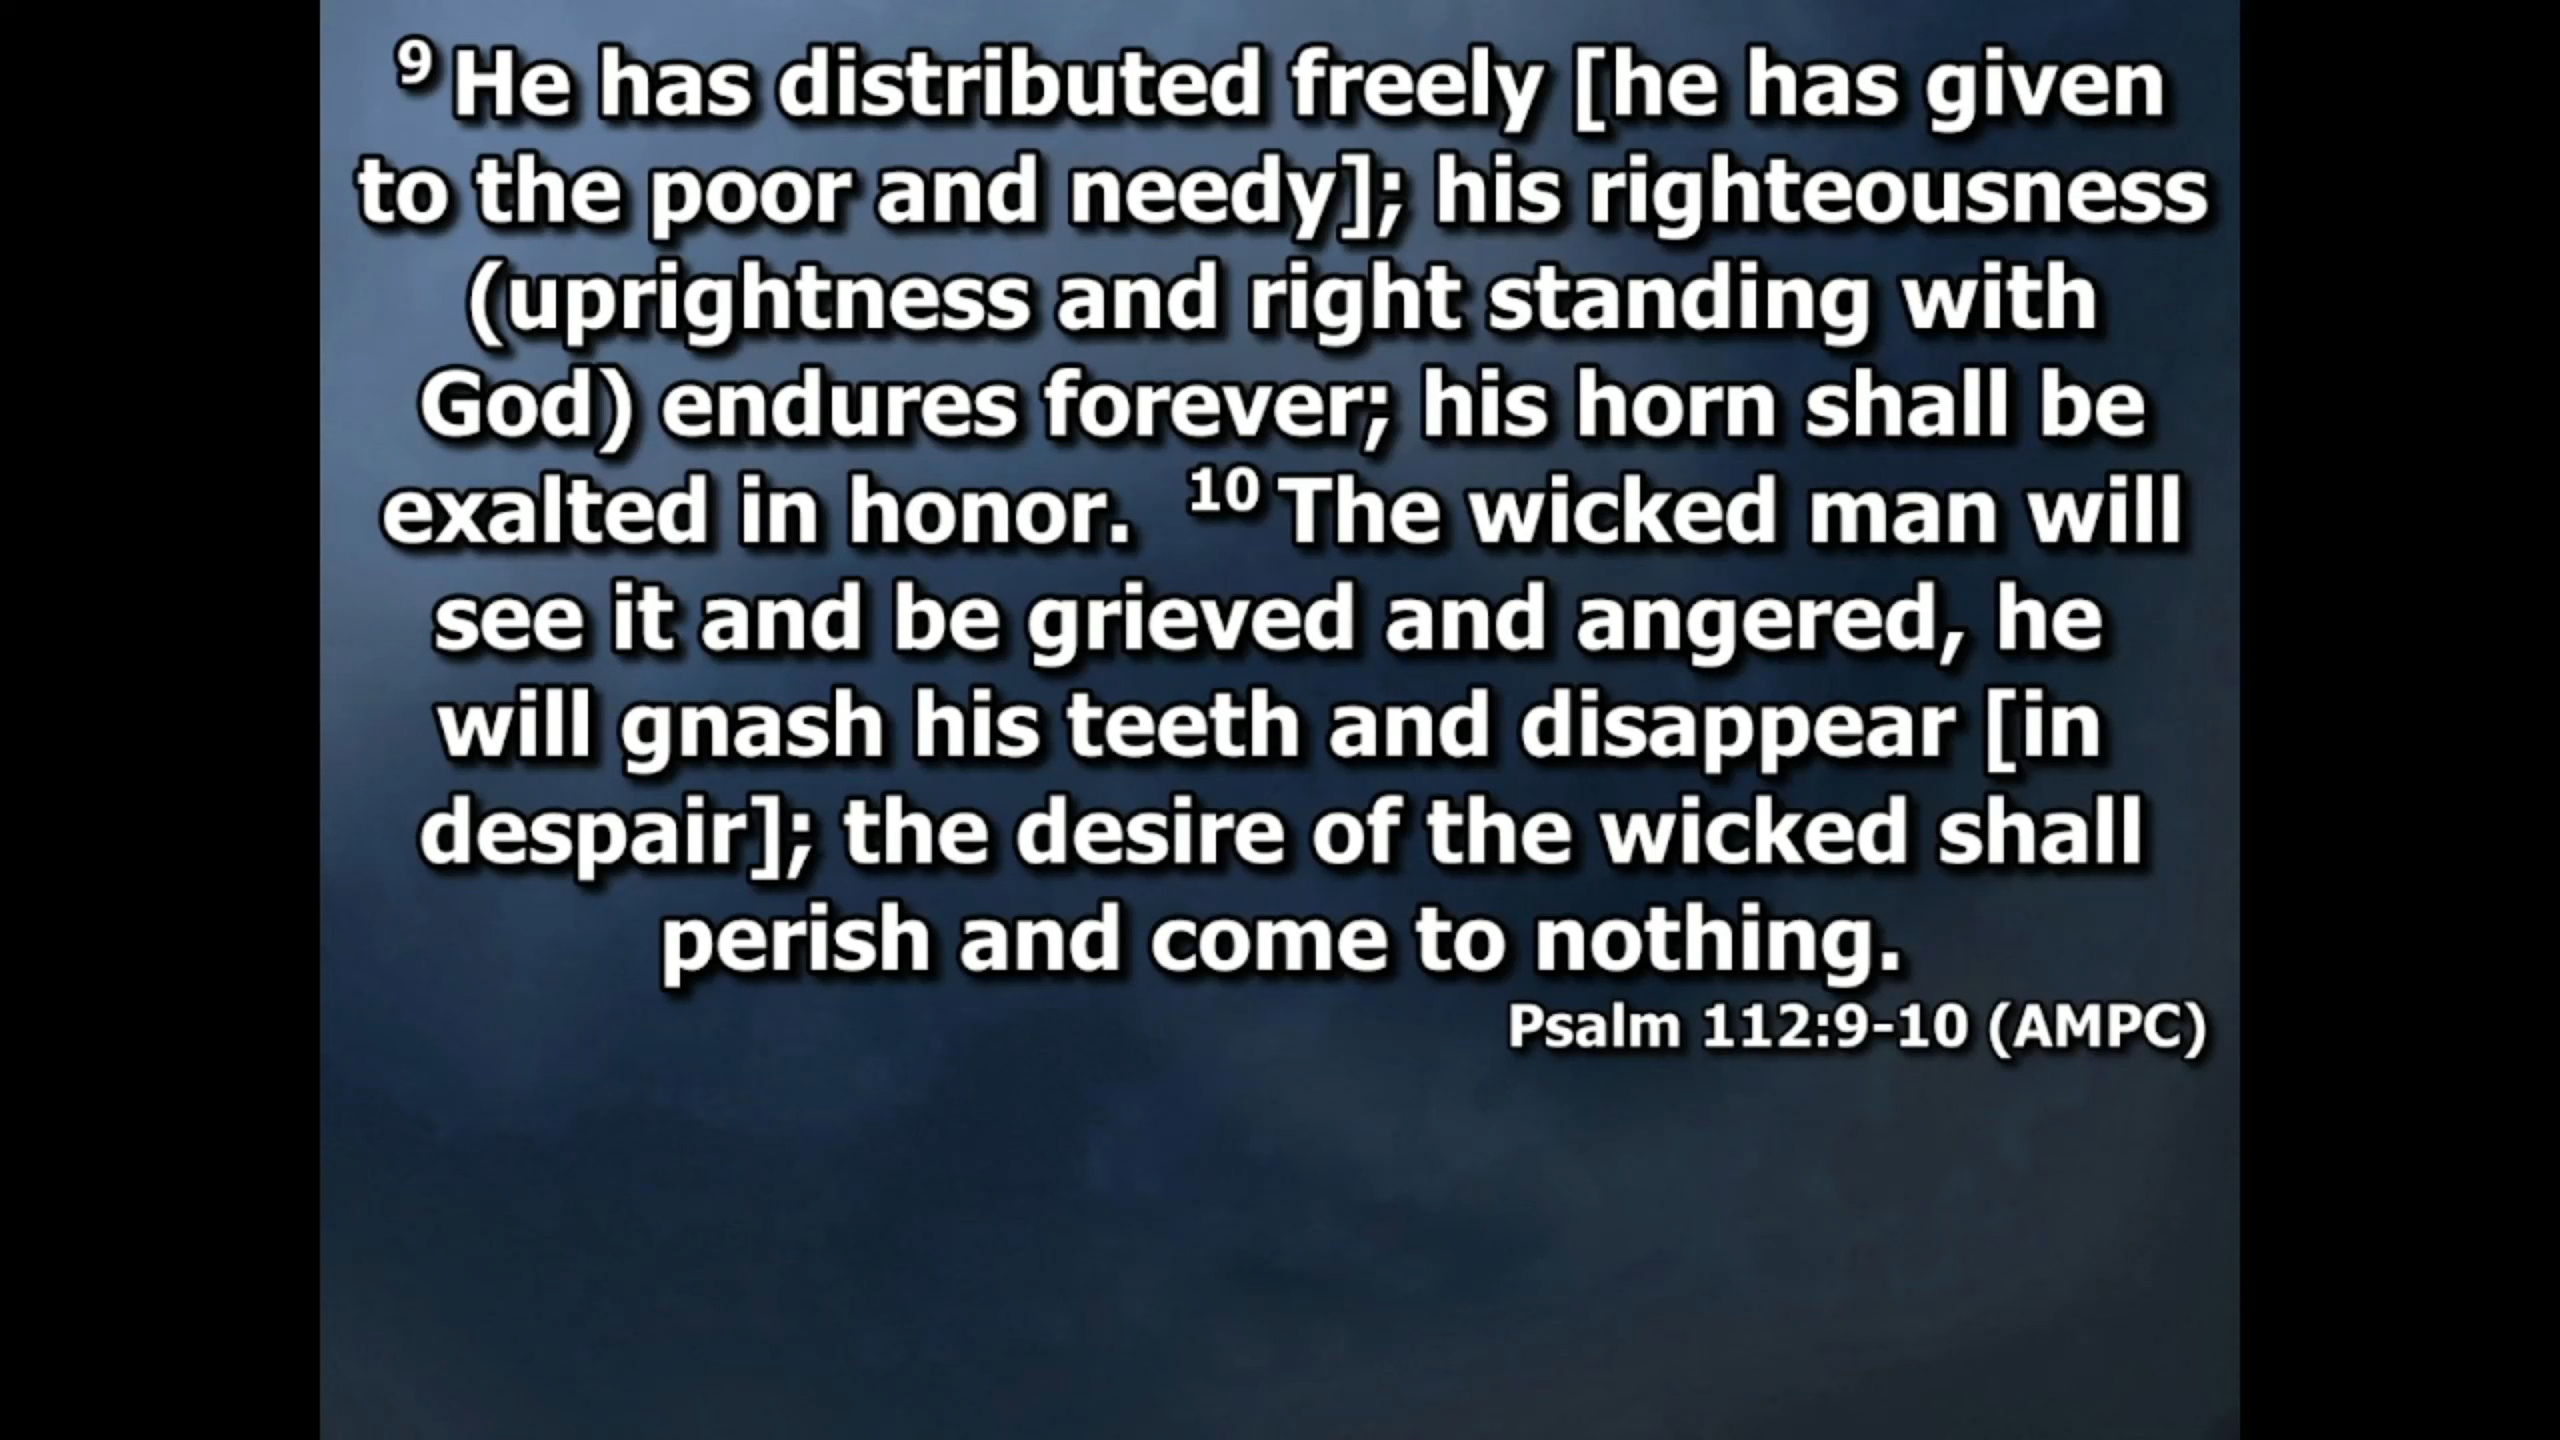 9 He has distributed freely [he has given
to the poor and needy]; his righteousness
(uprightness and right standing with
God) endures forever; his horn shall be
exalted in honor. 10 The wicked man will
see it and be grieved and angered, he
will gnash his teeth and disappear [in
despair]; the desire of the wicked shall
perish and come to nothing.
Psalm 112:9-10 (AMPC)